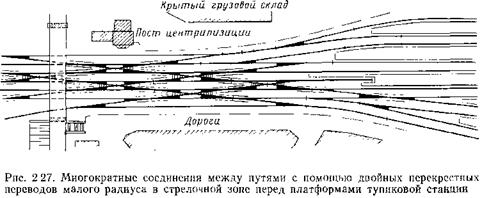 Крытый грузовой склад
Пост централизации
Дорога
Рис. 2 27. Многократные соединения между путями с помощью двойных перекрестных
переводов малого радиуса в стрелочной зоне перед платформами тупиковой станции